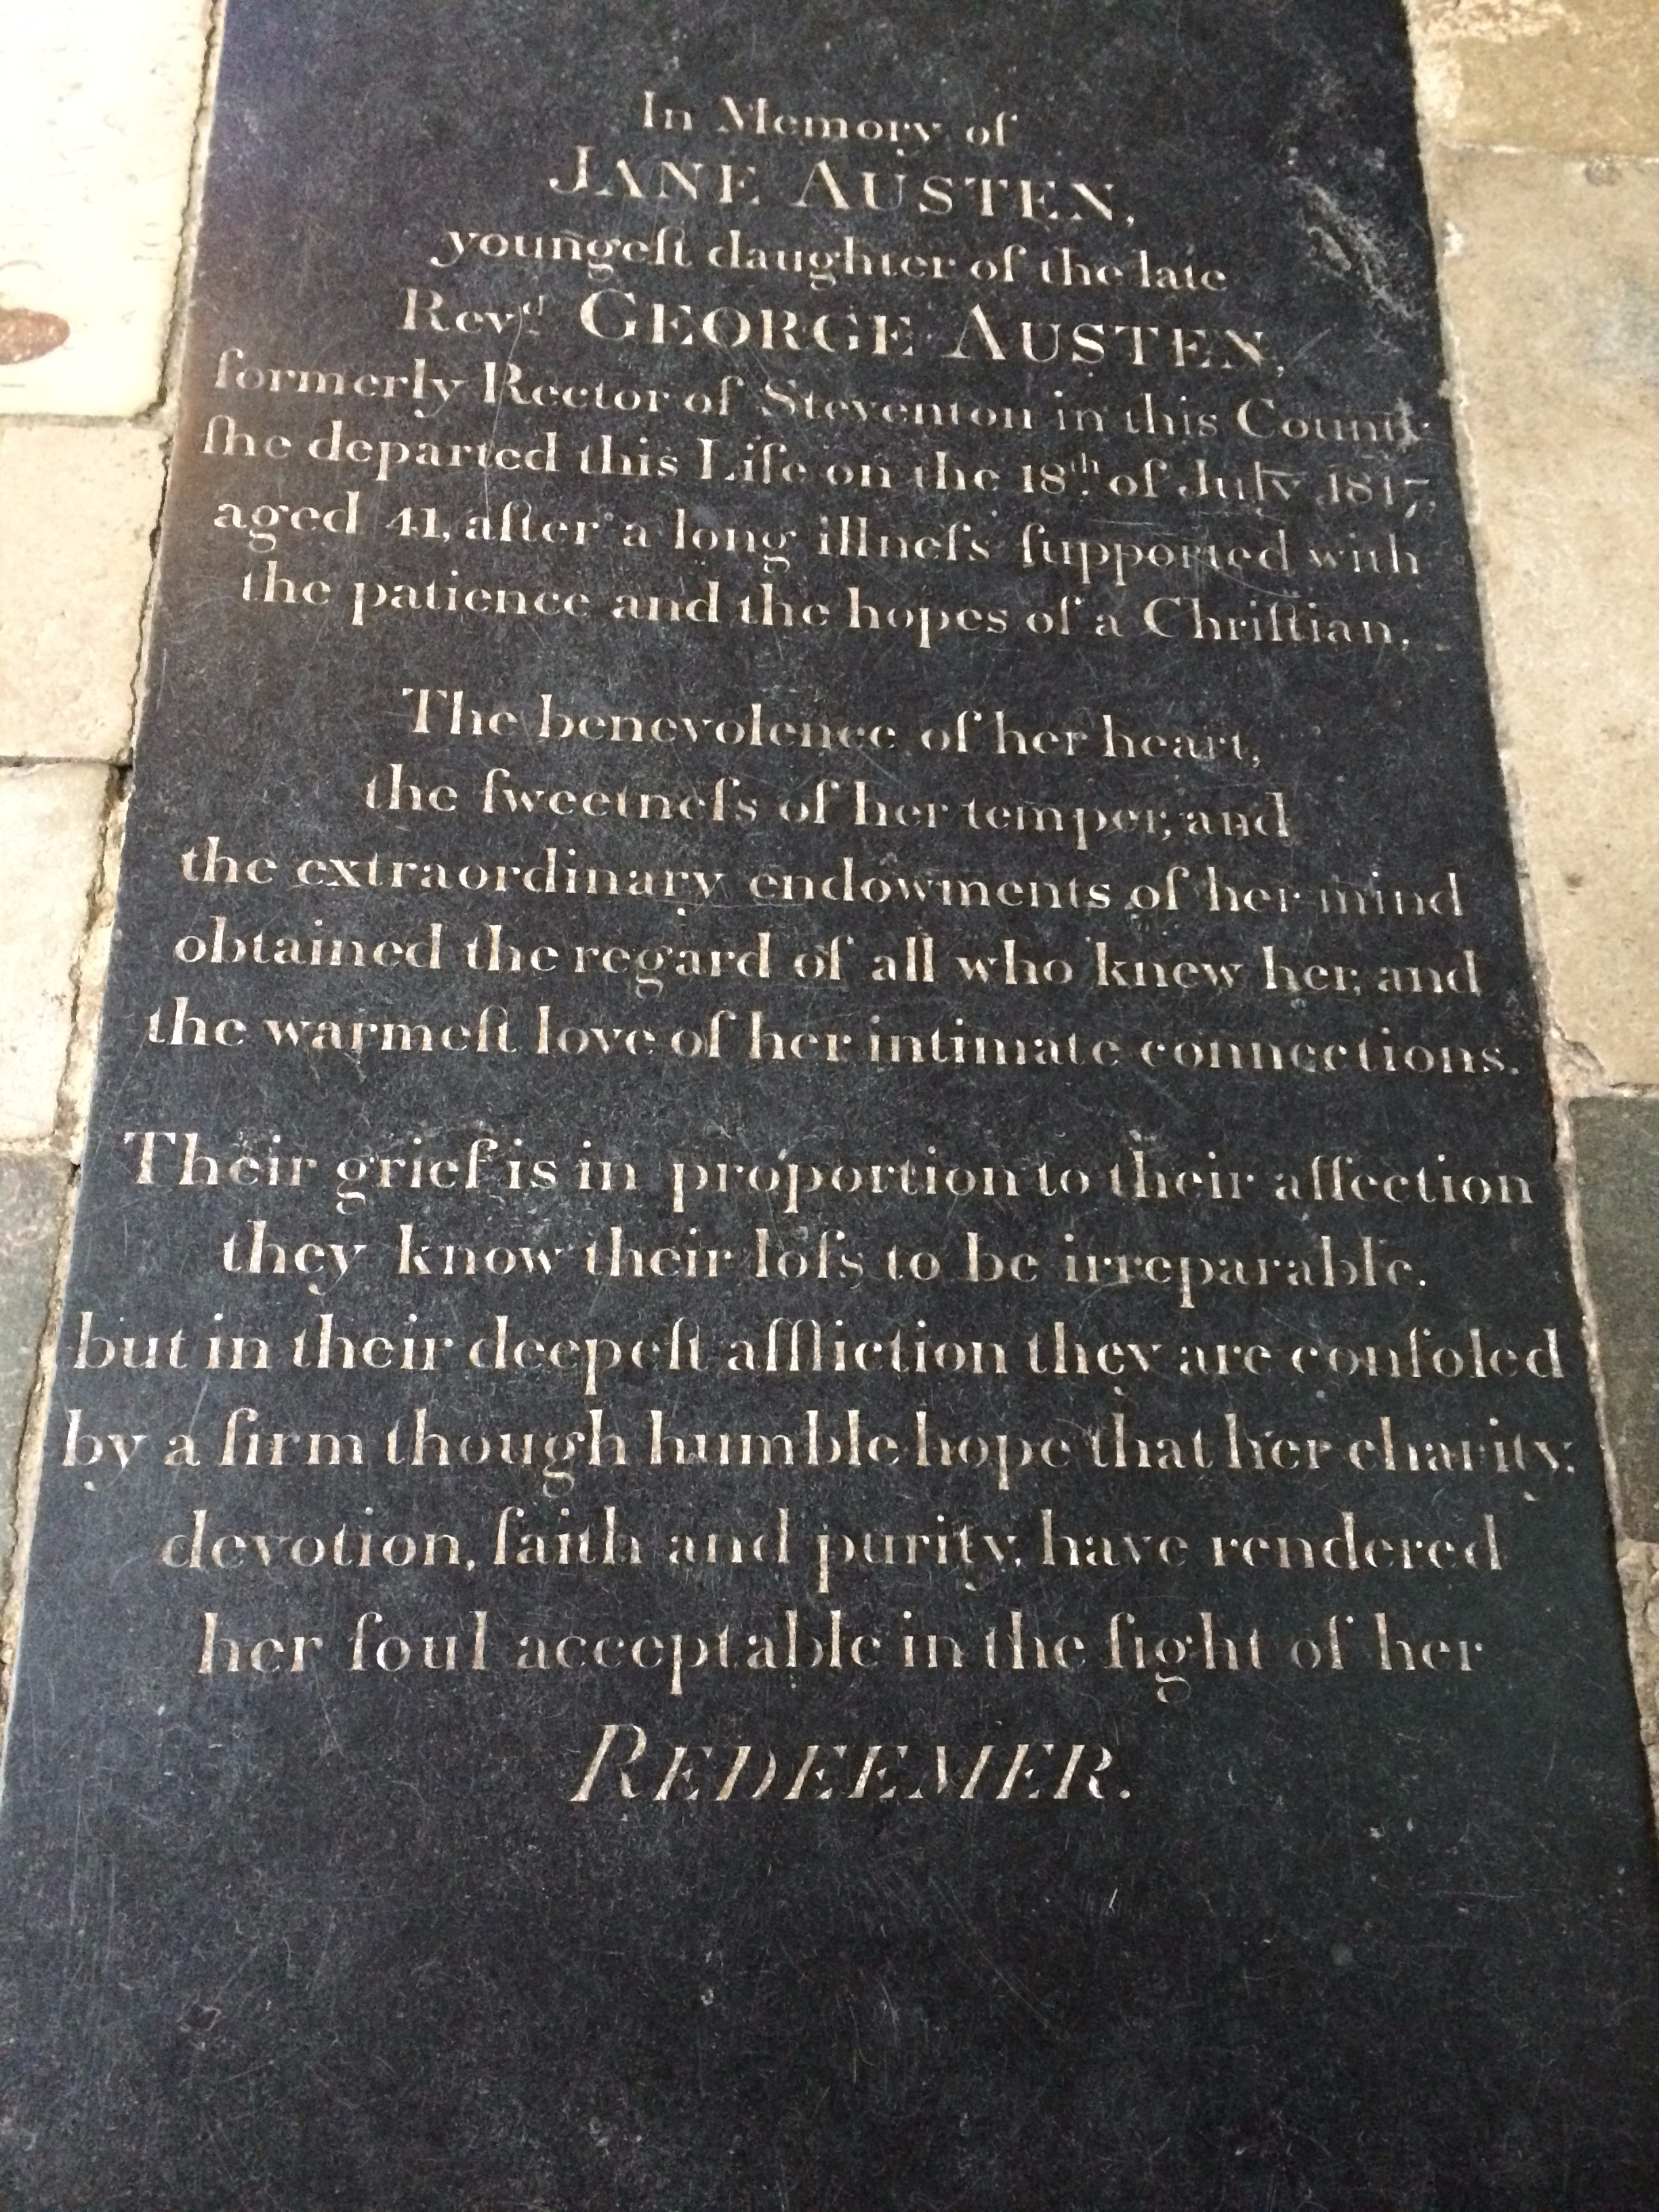 In Memory of
JANE AUSTEN,
youngeſt daughter of the late
Revᵈ. GEORGE AUSTEN,
formerly Rector of Steventon in this County
ſhe departed this Life on the 18ᵗʰ. of July 1817,
aged 41, after a long illneſs ſupported with
the patience and the hopes of a Chriſtian.
The benevolence of her heart,
the ſweetneſs of her temper, and
the extraordinary endowments of her mind
obtained the regard of all who knew her, and
the warmeſt love of her intimate connections.
Their grief is in proportion to their affection
they know their loſs to be irreparable.
but in their deepeſt affliction they are conſoled
by a firm though humble hope that her charity,
devotion, faith and purity, have rendered
her ſoul acceptable in the ſight of her
REDEEMER.